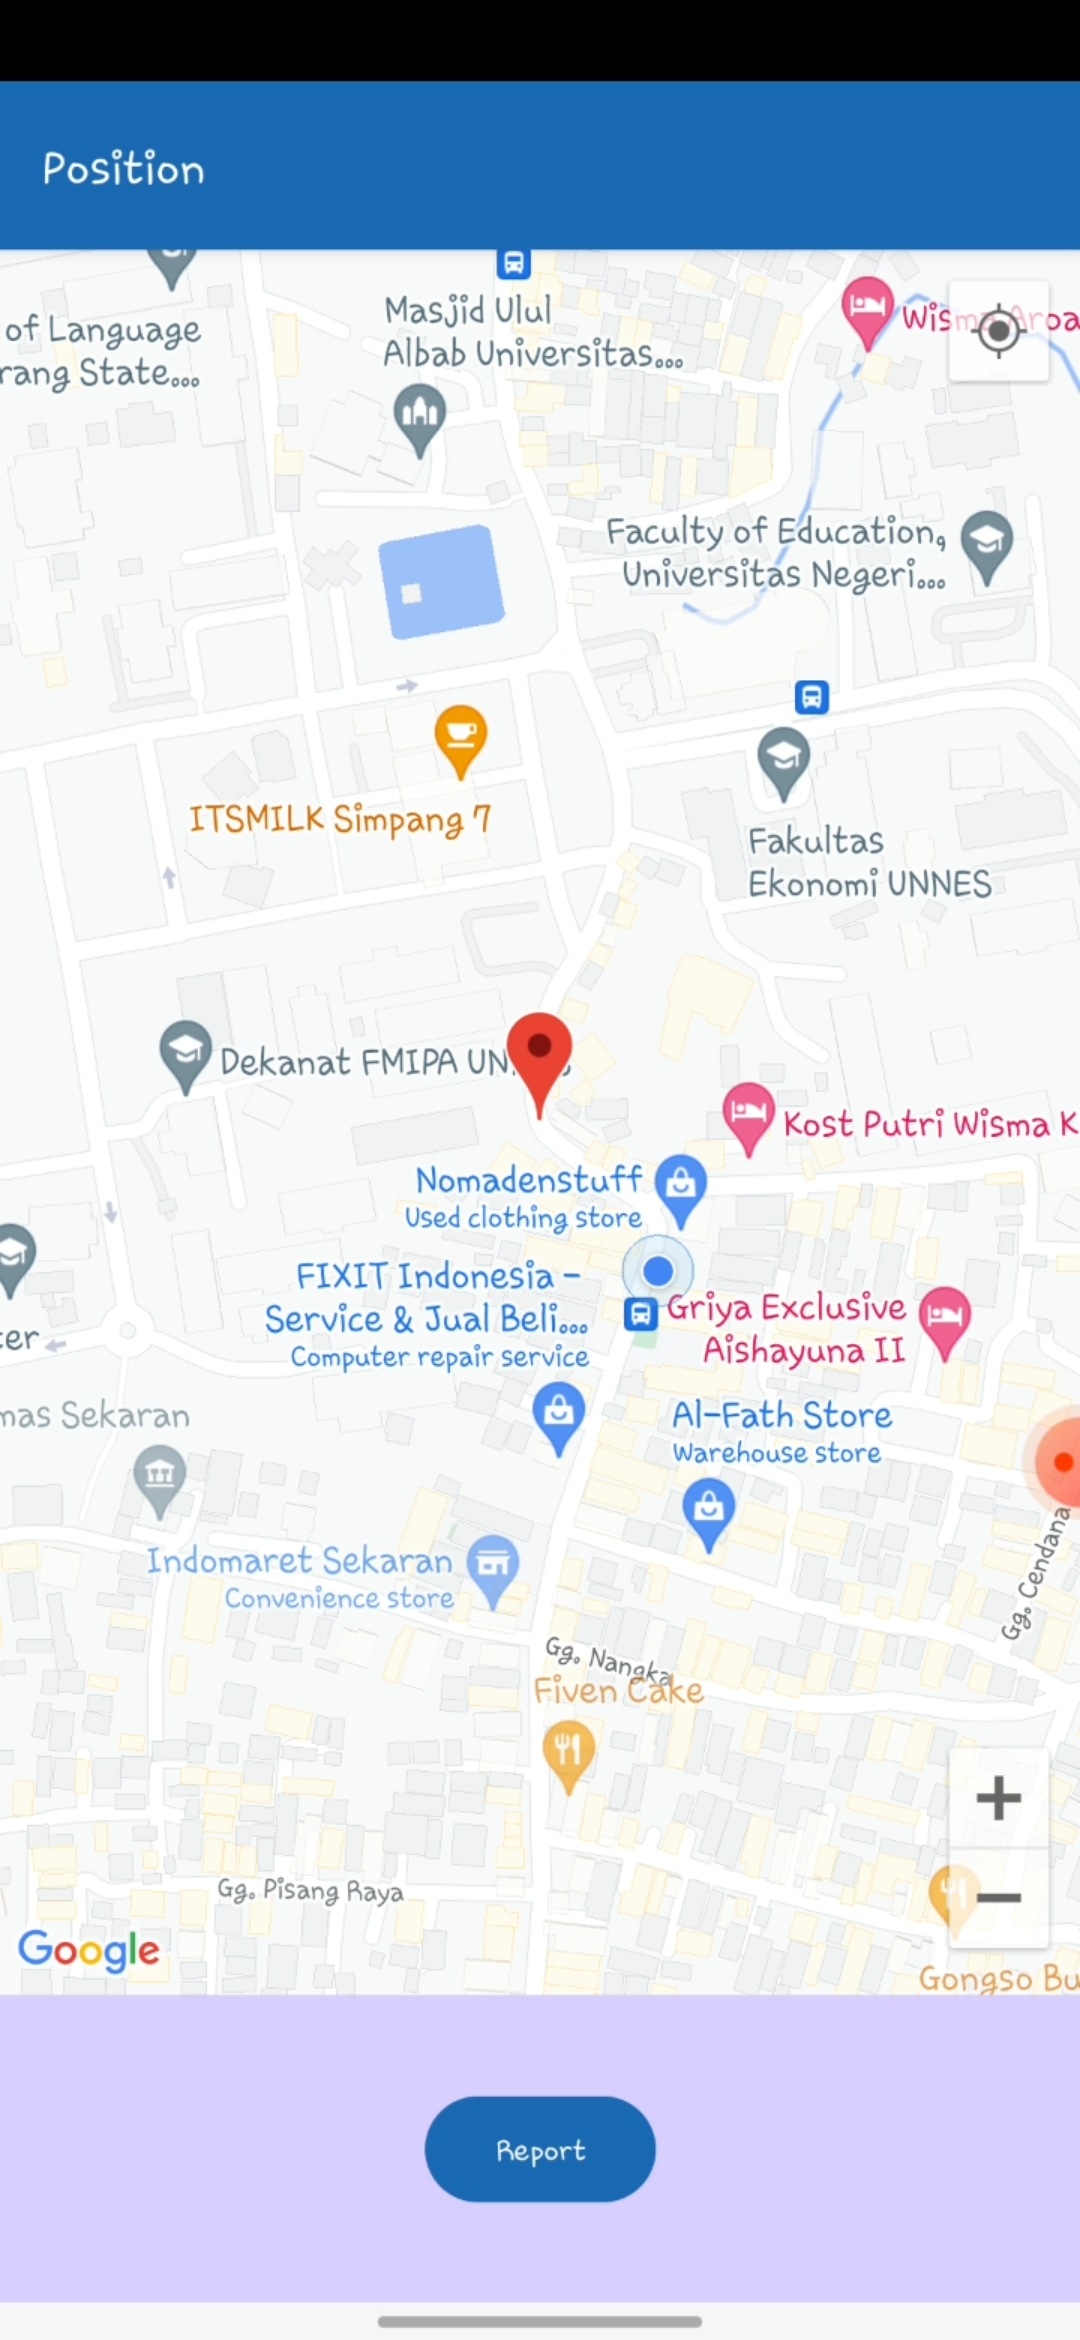 Position
of Language
rang State...
Masjid Ulul
Albab Universitas...
Wisma Aroa
Faculty of Education,
Universitas Negeri...
ITSMILK Simpang 7
Fakultas
Ekonomi UNNES
Dekanat FMIPA UN
Kost Putri Wisma K
Nomadenstuff
Used clothing store
FIXIT Indonesia -
Service & Jual Beli...
Computer repair service
Griya Exclusive
Aishayuna II
ter
mas Sekaran
Al-Fath Store
Warehouse store
Indomaret Sekaran
Convenience store
Gg. Cendana
Gg. Nangka
Fiven Cake
+
Gg. Pisang Raya
−
Google
Gongso Bu
Report